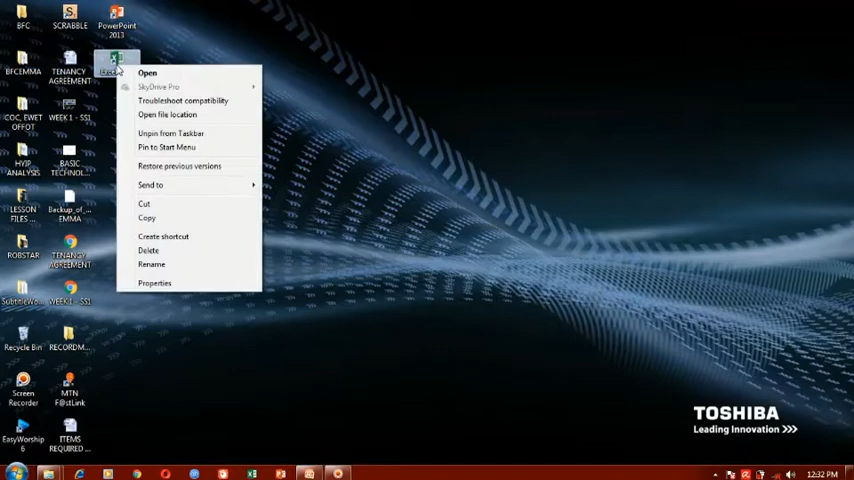 BFC
SCRABBLE
PowerPoint
2013
BFCEMMA
TENANCY
AGREEMENT
COC, EWET
OFFOT
WEEK 1 - SS1
HYIP
ANALYSIS
BASIC
TECHNOL...
LESSON
FILES ...
Backup_of_...
EMMA
ROBSTAR
TENANCY
AGREEMENT
SubtitleWo...
WEEK 1 - SS1
Recycle Bin
RECORDM...
Screen
Recorder
MTN
F@stLink
EasyWorship
6
ITEMS
REQUIRED ...
Open
SkyDrive Pro
Troubleshoot compatibility
Open file location
Unpin from Taskbar
Pin to Start Menu
Restore previous versions
Send to
Cut
Copy
Create shortcut
Delete
Rename
Properties
TOSHIBA
Leading Innovation >>>
12:32 PM